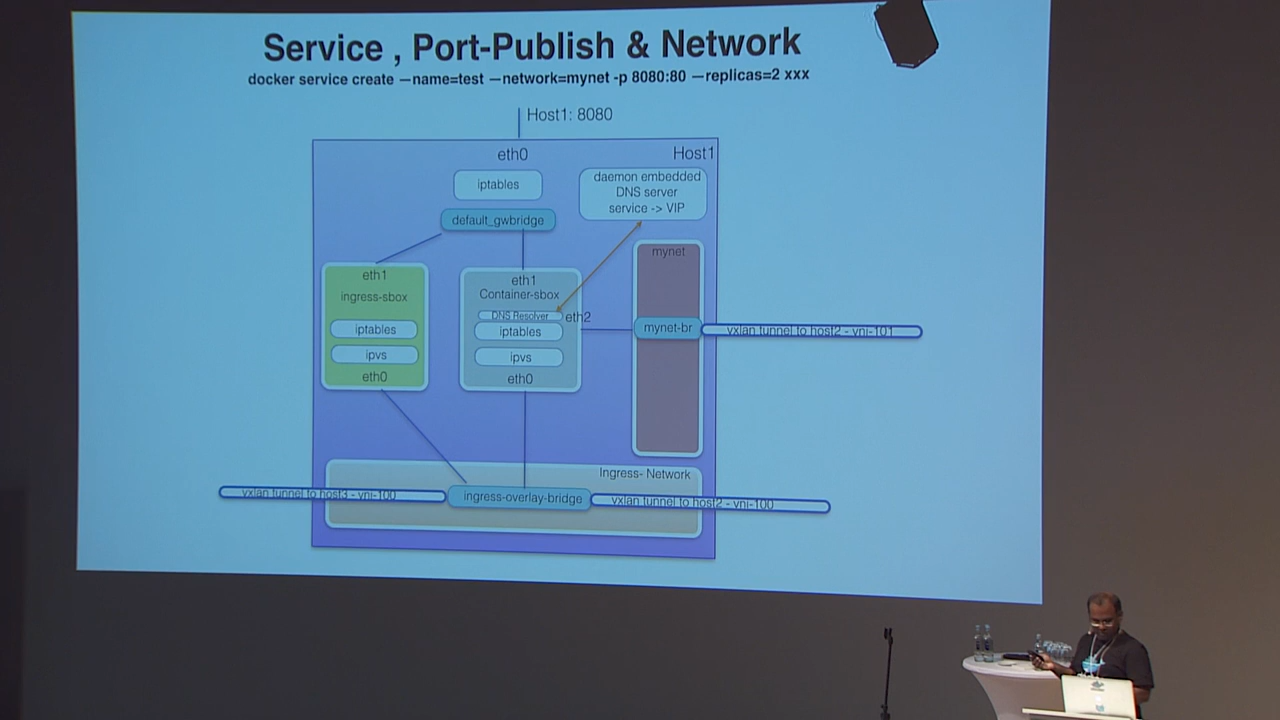 Service , Port-Publish & Network
docker service create —name=test —network=mynet -p 8080:80 —replicas=2 xxx
Host1: 8080
eth0
Host1
iptables
daemon embedded
DNS server
service -> VIP
default_gwbridge
mynet
eth1
ingress-sbox
iptables
ipvs
eth0
eth1
Container-sbox
DNS Resolver
eth2
iptables
ipvs
eth0
mynet-br
vxlan tunnel to host2 - vni-101
Ingress- Network
vxlan tunnel to host3 - vni-100
ingress-overlay-bridge
vxlan tunnel to host2 - vni-100